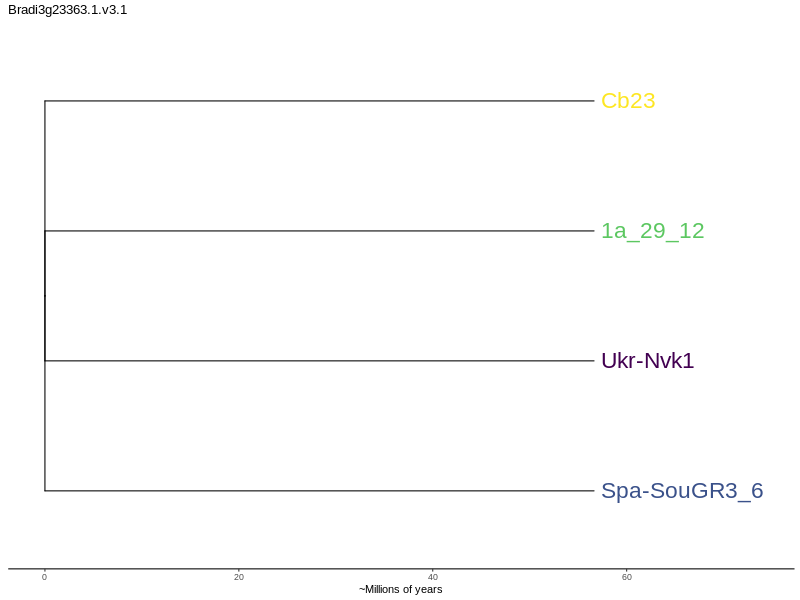 Bradi3g23363.1.v3.1
Cb23
1a_29_12
Ukr-Nvk1
Spa-SouGR3_6
0 20 40 60
~Millions of years